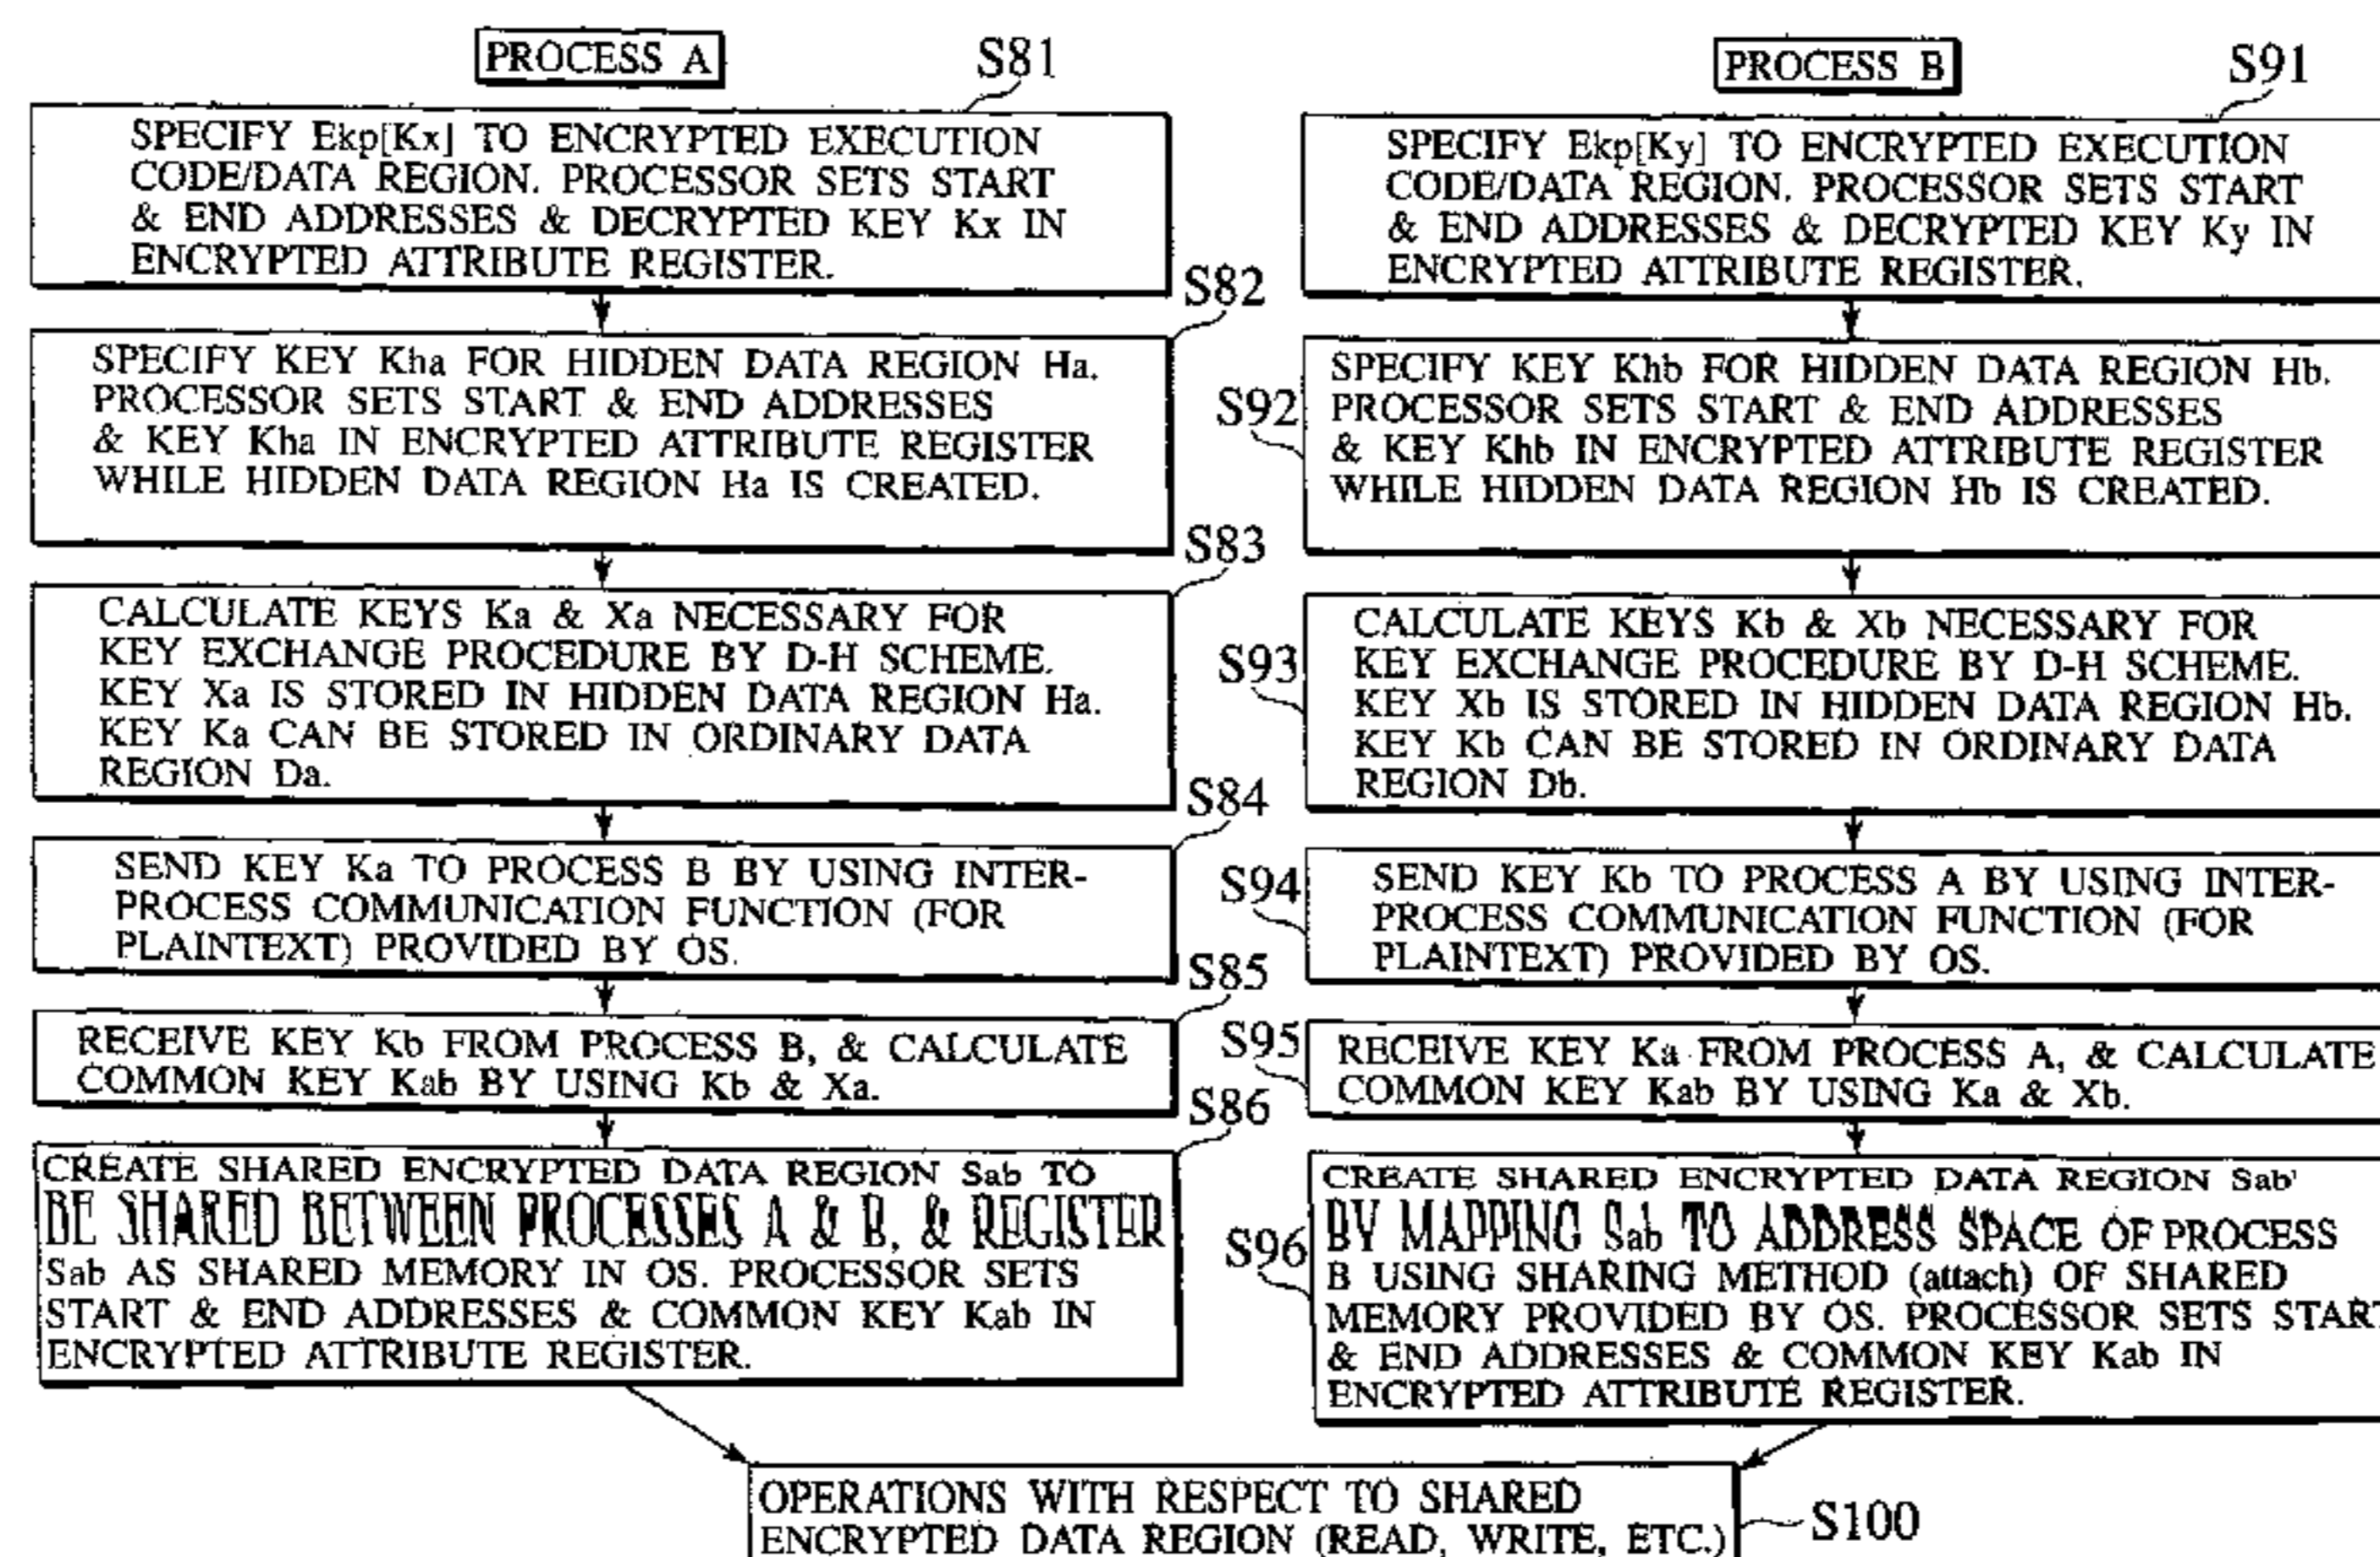 PROCESS A
S81
SPECIFY Ekp[Kx] TO ENCRYPTED EXECUTION
CODE/DATA REGION. PROCESSOR SETS START
& END ADDRESSES & DECRYPTED KEY Kx IN
ENCRYPTED ATTRIBUTE REGISTER.
S82
SPECIFY KEY Kha FOR HIDDEN DATA REGION Ha.
PROCESSOR SETS START & END ADDRESSES
& KEY Kha IN ENCRYPTED ATTRIBUTE REGISTER
WHILE HIDDEN DATA REGION Ha IS CREATED.
S83
CALCULATE KEYS Ka & Xa NECESSARY FOR
KEY EXCHANGE PROCEDURE BY D-H SCHEME.
KEY Xa IS STORED IN HIDDEN DATA REGION Ha.
KEY Ka CAN BE STORED IN ORDINARY DATA
REGION Da.
S84
SEND KEY Ka TO PROCESS B BY USING INTER-
PROCESS COMMUNICATION FUNCTION (FOR
PLAINTEXT) PROVIDED BY OS.
S85
RECEIVE KEY Kb FROM PROCESS B, & CALCULATE
COMMON KEY Kab BY USING Kb & Xa.
S86
CREATE SHARED ENCRYPTED DATA REGION Sab TO
BE SHARED BETWEEN PROCESSES A & B, & REGISTER
Sab AS SHARED MEMORY IN OS. PROCESSOR SETS
START & END ADDRESSES & COMMON KEY Kab IN
ENCRYPTED ATTRIBUTE REGISTER.
PROCESS B
S91
SPECIFY Ekp[Ky] TO ENCRYPTED EXECUTION
CODE/DATA REGION. PROCESSOR SETS START
& END ADDRESSES & DECRYPTED KEY Ky IN
ENCRYPTED ATTRIBUTE REGISTER.
S92
SPECIFY KEY Khb FOR HIDDEN DATA REGION Hb.
PROCESSOR SETS START & END ADDRESSES
& KEY Khb IN ENCRYPTED ATTRIBUTE REGISTER
WHILE HIDDEN DATA REGION Hb IS CREATED.
S93
CALCULATE KEYS Kb & Xb NECESSARY FOR
KEY EXCHANGE PROCEDURE BY D-H SCHEME.
KEY Xb IS STORED IN HIDDEN DATA REGION Hb.
KEY Kb CAN BE STORED IN ORDINARY DATA
REGION Db.
S94
SEND KEY Kb TO PROCESS A BY USING INTER-
PROCESS COMMUNICATION FUNCTION (FOR
PLAINTEXT) PROVIDED BY OS.
S95
RECEIVE KEY Ka FROM PROCESS A, & CALCULATE
COMMON KEY Kab BY USING Ka & Xb.
S96
CREATE SHARED ENCRYPTED DATA REGION Sab'
BY MAPPING Sab TO ADDRESS SPACE OF PROCESS
B USING SHARING METHOD (attach) OF SHARED
MEMORY PROVIDED BY OS. PROCESSOR SETS START
& END ADDRESSES & COMMON KEY Kab IN
ENCRYPTED ATTRIBUTE REGISTER.
OPERATIONS WITH RESPECT TO SHARED
ENCRYPTED DATA REGION (READ, WRITE, ETC.)
S100